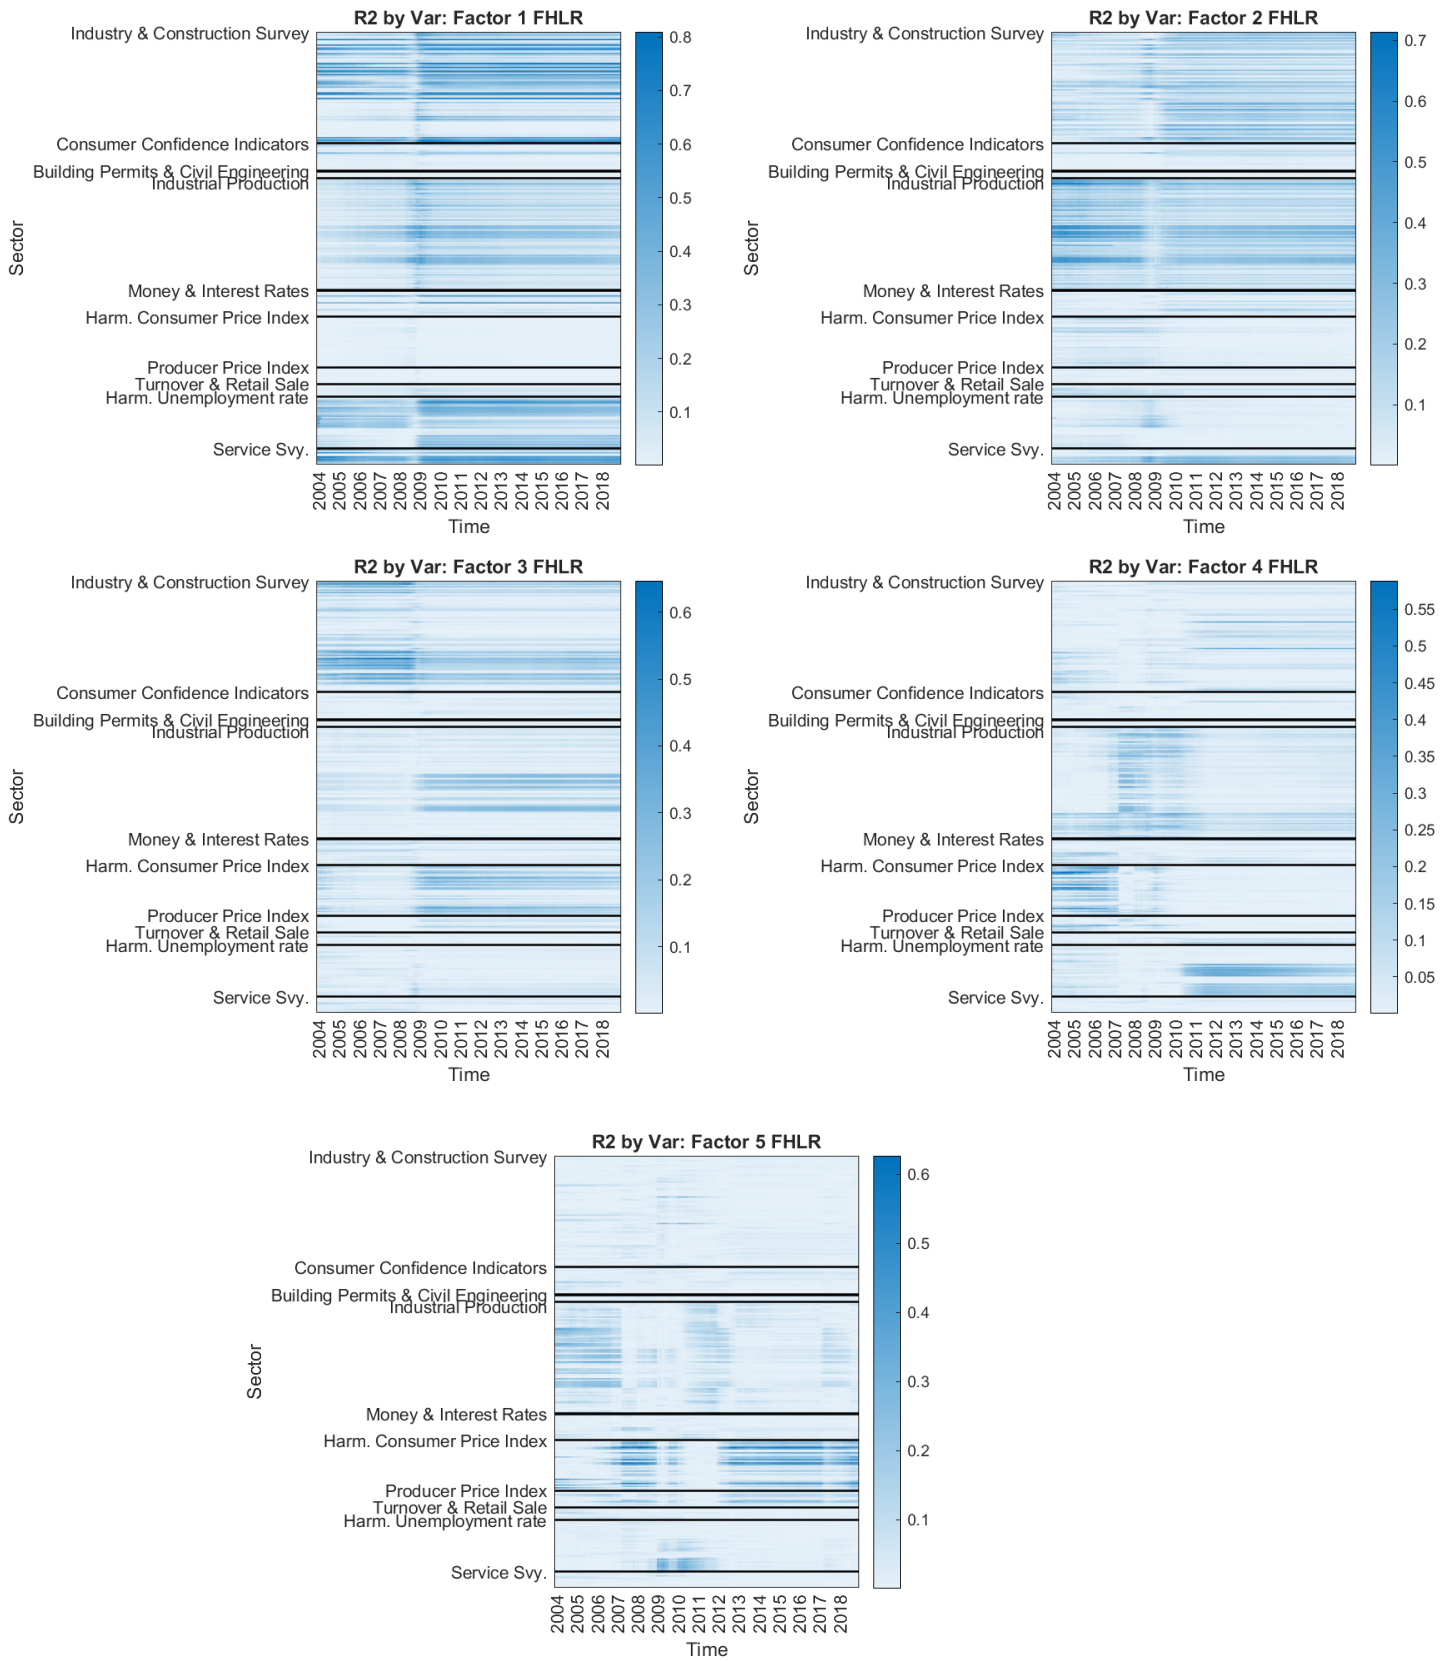 R2 by Var: Factor 1 FHLR
Industry & Construction Survey
Consumer Confidence Indicators
Building Permits & Civil Engineering
Industrial Production
Money & Interest Rates
Harm. Consumer Price Index
Producer Price Index
Turnover & Retail Sale
Harm. Unemployment rate
Service Svy.
Sector
2004 2005 2006 2007 2008 2009 2010 2011 2012 2013 2014 2015 2016 2017 2018
Time
0.8
0.7
0.6
0.5
0.4
0.3
0.2
0.1
R2 by Var: Factor 2 FHLR
Industry & Construction Survey
Consumer Confidence Indicators
Building Permits & Civil Engineering
Industrial Production
Money & Interest Rates
Harm. Consumer Price Index
Producer Price Index
Turnover & Retail Sale
Harm. Unemployment rate
Service Svy.
Sector
2004 2005 2006 2007 2008 2009 2010 2011 2012 2013 2014 2015 2016 2017 2018
Time
0.7
0.6
0.5
0.4
0.3
0.2
0.1
R2 by Var: Factor 3 FHLR
Industry & Construction Survey
Consumer Confidence Indicators
Building Permits & Civil Engineering
Industrial Production
Money & Interest Rates
Harm. Consumer Price Index
Producer Price Index
Turnover & Retail Sale
Harm. Unemployment rate
Service Svy.
Sector
2004 2005 2006 2007 2008 2009 2010 2011 2012 2013 2014 2015 2016 2017 2018
Time
0.6
0.5
0.4
0.3
0.2
0.1
R2 by Var: Factor 4 FHLR
Industry & Construction Survey
Consumer Confidence Indicators
Building Permits & Civil Engineering
Industrial Production
Money & Interest Rates
Harm. Consumer Price Index
Producer Price Index
Turnover & Retail Sale
Harm. Unemployment rate
Service Svy.
Sector
2004 2005 2006 2007 2008 2009 2010 2011 2012 2013 2014 2015 2016 2017 2018
Time
0.55
0.5
0.45
0.4
0.35
0.3
0.25
0.2
0.15
0.1
0.05
R2 by Var: Factor 5 FHLR
Industry & Construction Survey
Consumer Confidence Indicators
Building Permits & Civil Engineering
Industrial Production
Money & Interest Rates
Harm. Consumer Price Index
Producer Price Index
Turnover & Retail Sale
Harm. Unemployment rate
Service Svy.
Sector
2004 2005 2006 2007 2008 2009 2010 2011 2012 2013 2014 2015 2016 2017 2018
Time
0.6
0.5
0.4
0.3
0.2
0.1